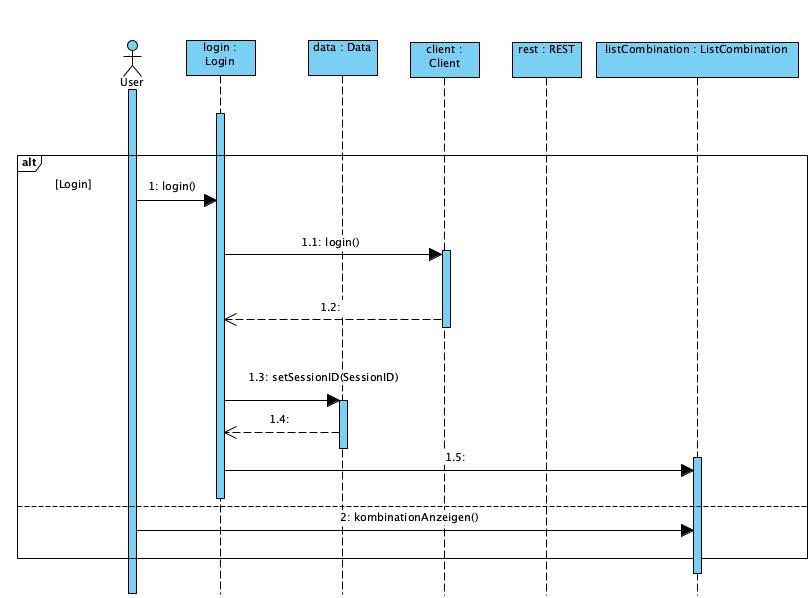 login :
Login
data : Data
client :
Client
rest : REST
listCombination : ListCombination
User
alt
[Login]
1: login()
1.1: login()
1.2:
1.3: setSessionID(SessionID)
1.4:
1.5:
2: kombinationAnzeigen()